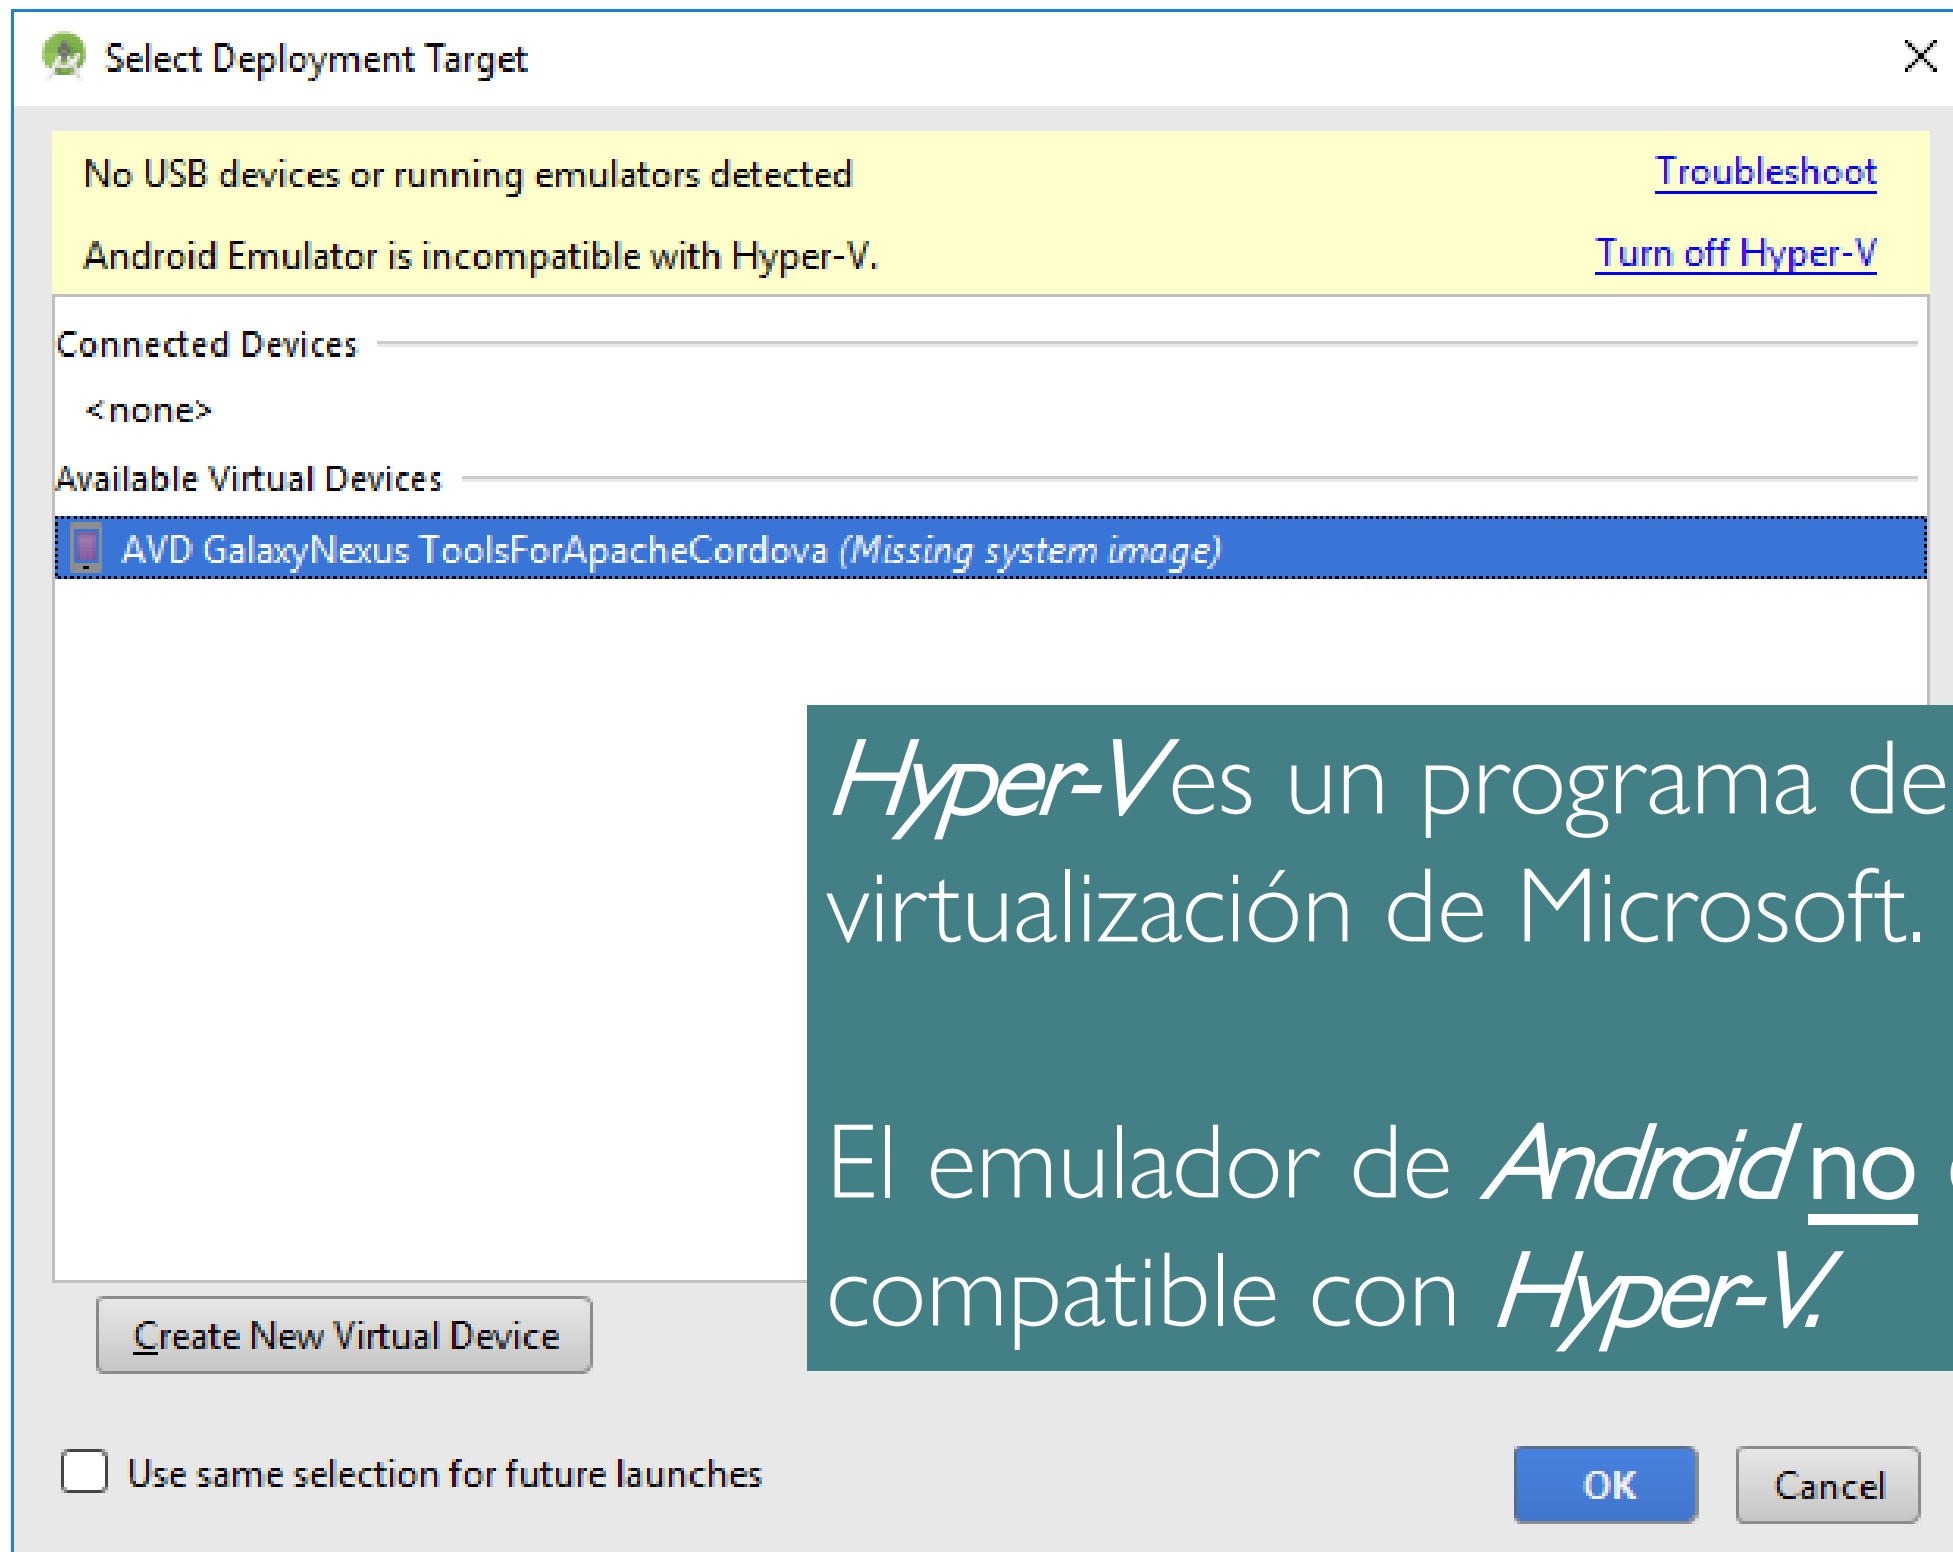 Select Deployment Target
No USB devices or running emulators detected Troubleshoot
Android Emulator is incompatible with Hyper-V. Turn off Hyper-V
Connected Devices
<none>
Available Virtual Devices
AVD GalaxyNexus ToolsForApacheCordova (Missing system image)
Hyper-V es un programa de
virtualización de Microsoft.
El emulador de Android no
compatible con Hyper-V.
Create New Virtual Device
Use same selection for future launches
OK Cancel